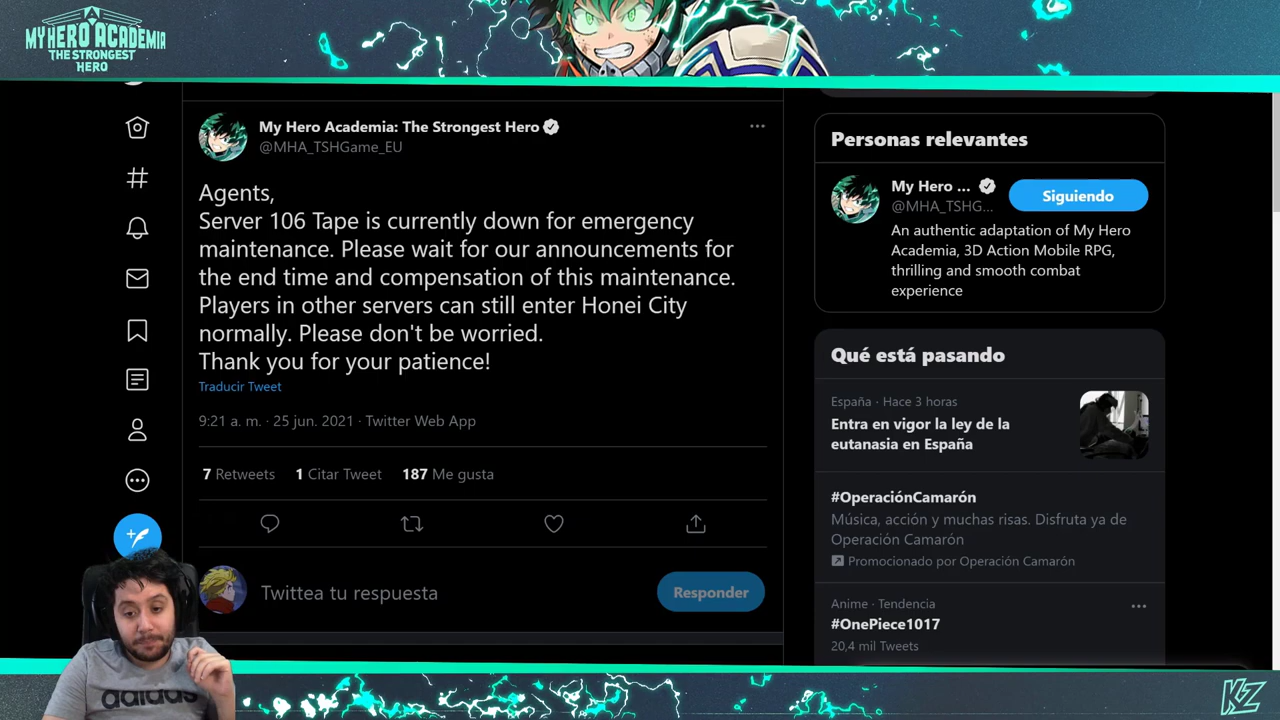 MY HERO ACADEMIA
THE STRONGEST
HERO
My Hero Academia: The Strongest Hero
@MHA_TSHGame_EU
Agents,
Server 106 Tape is currently down for emergency
maintenance. Please wait for our announcements for
the end time and compensation of this maintenance.
Players in other servers can still enter Honei City
normally. Please don't be worried.
Thank you for your patience!
Traducir Tweet
9:21 a. m. · 25 jun. 2021 · Twitter Web App
7 Retweets 1 Citar Tweet 187 Me gusta
Twittea tu respuesta
Responder
Personas relevantes
My Hero ...
@MHA_TSHG...
Siguiendo
An authentic adaptation of My Hero
Academia, 3D Action Mobile RPG,
thrilling and smooth combat
experience
Qué está pasando
España · Hace 3 horas
Entra en vigor la ley de la
eutanasia en España
#OperaciónCamarón
Música, acción y muchas risas. Disfruta ya de
Operación Camarón
Promocionado por Operación Camarón
Anime · Tendencia
#OnePiece1017
20,4 mil Tweets
adidas
KZ